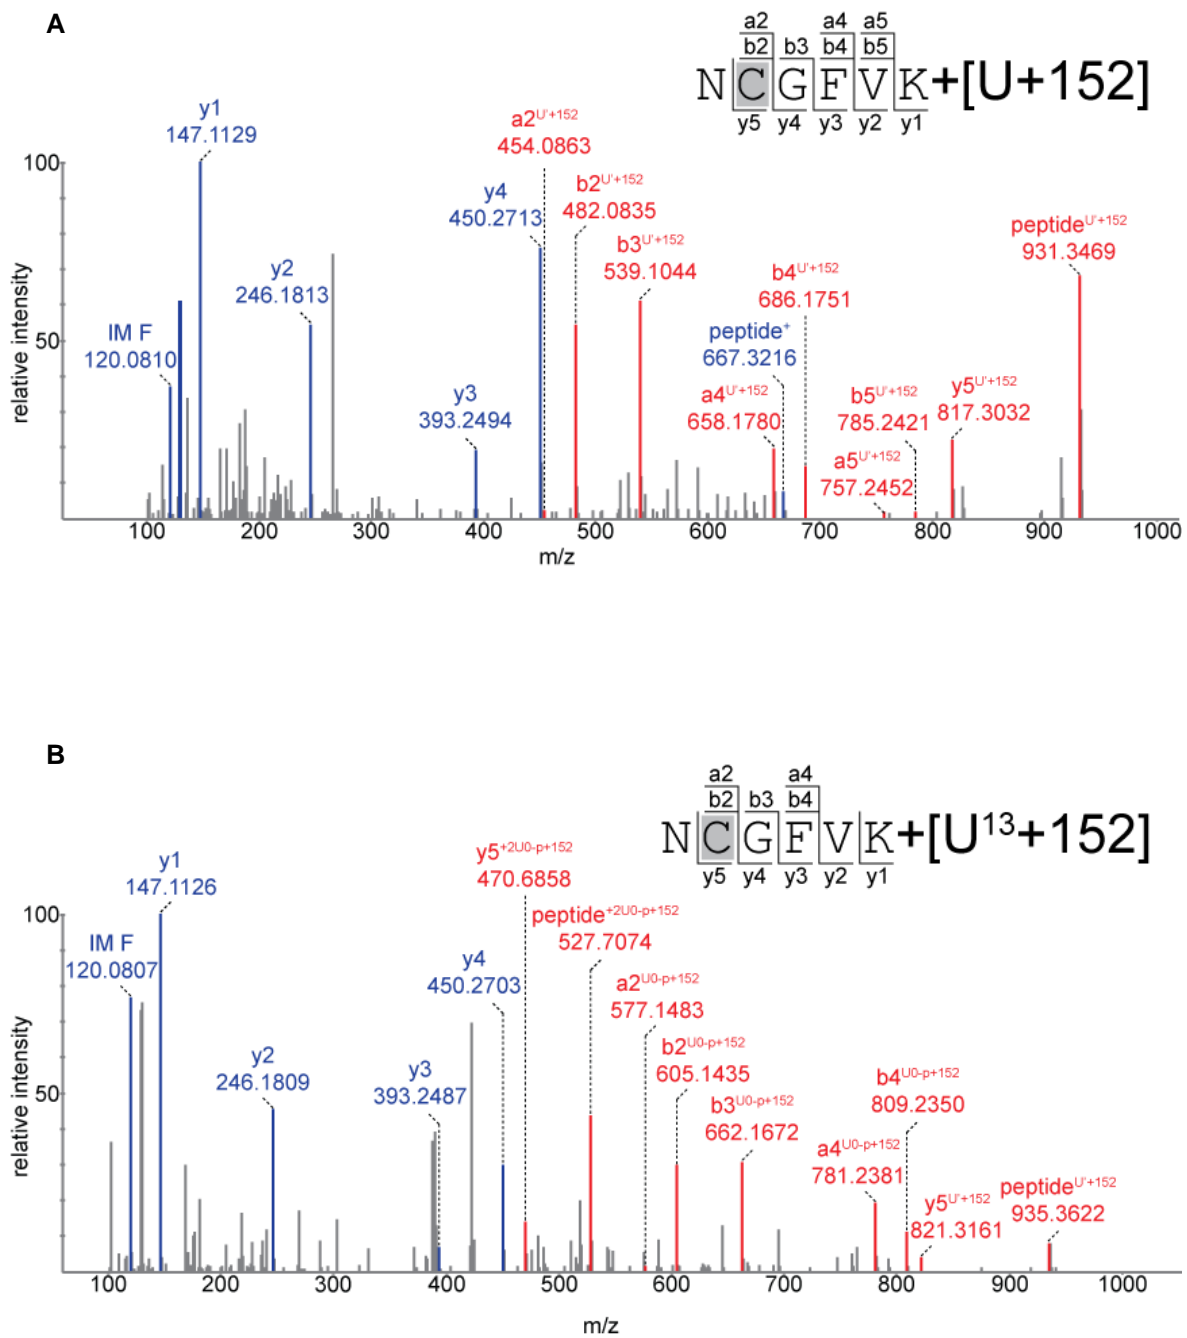 A
a2 a4 a5
b2 b3 b4 b5
NCGFVK+[U+152]
y5 y4 y3 y2 y1
y1
147.1129
a2U'+152
454.0863
100
y4
450.2713
b2U'+152
482.0835
b3U'+152
539.1044
peptideU'+152
931.3469
y2
246.1813
b4U'+152
686.1751
IM F
120.0810
peptide+
667.3216
50
y3
393.2494
a4U'+152
658.1780
b5U'+152
785.2421
y5U'+152
817.3032
a5U'+152
757.2452
relative intensity
100 200 300 400 500 600 700 800 900 1000
m/z
B
a2 a4
b2 b3 b4
NCGFVK+[U13+152]
y5 y4 y3 y2 y1
y1
147.1126
y5+2U0-p+152
470.6858
100
peptide+2U0-p+152
527.7074
IM F
120.0807
y4
450.2703
a2U0-p+152
577.1483
y2
246.1809
y3
393.2487
b2U0-p+152
605.1435
b4U0-p+152
809.2350
50
b3U0-p+152
662.1672
a4U0-p+152
781.2381
y5U'+152
821.3161
peptideU'+152
935.3622
relative intensity
100 200 300 400 500 600 700 800 900 1000
m/z